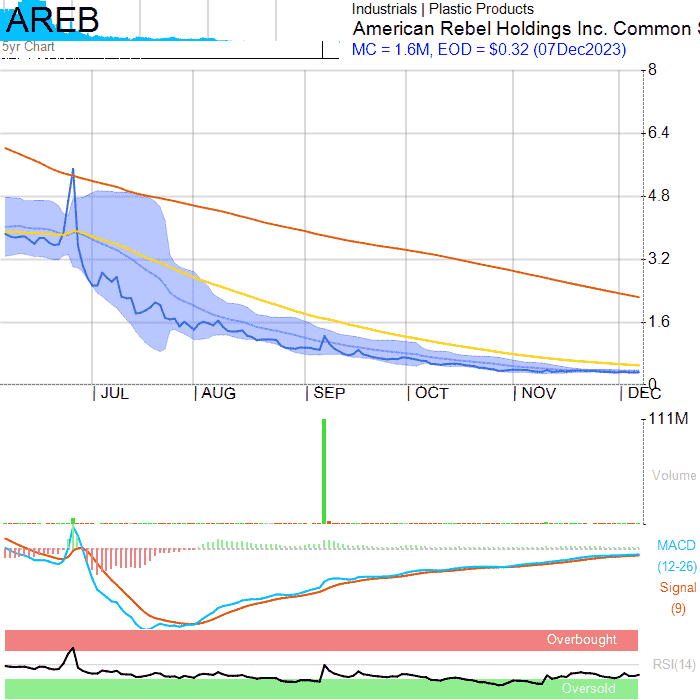 AREB
5yr Chart
Industrials | Plastic Products
American Rebel Holdings Inc. Common S
MC = 1.6M, EOD = $0.32 (07Dec2023)
8
6.4
4.8
3.2
1.6
0
JUL AUG SEP OCT NOV DEC
111M
Volume
MACD
(12-26)
Signal
(9)
Overbought
RSI(14)
Oversold